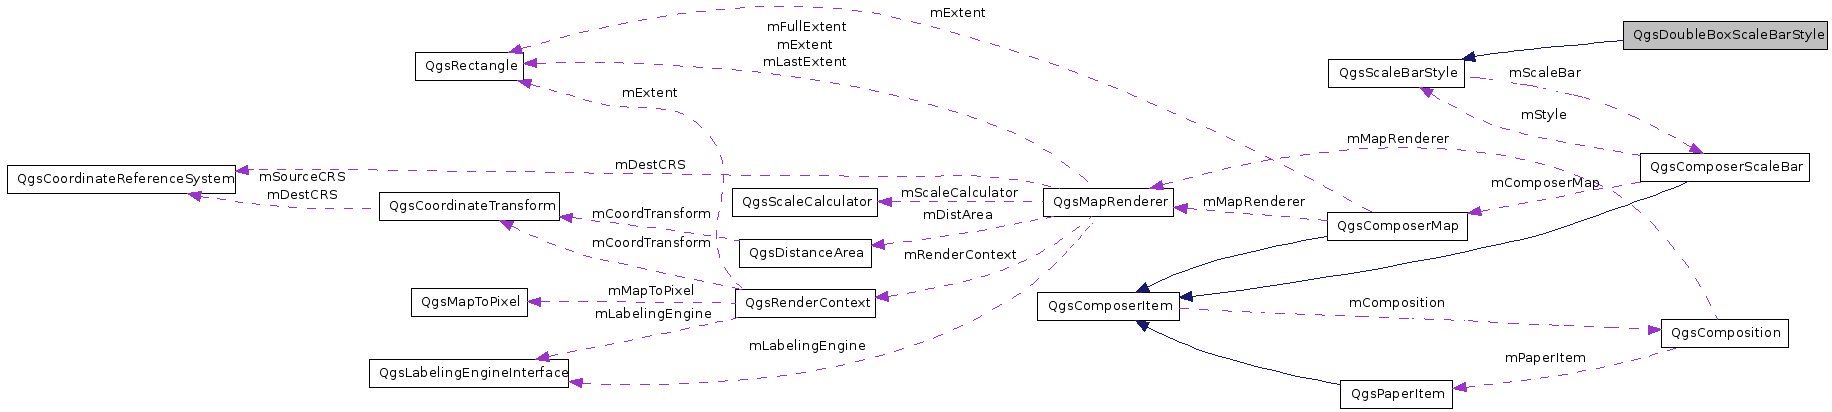 mExtent
mFullExtent
mExtent
mLastExtent
QgsDoubleBoxScaleBarStyle
QgsRectangle
QgsScaleBarStyle
mScaleBar
mExtent
mStyle
mMapRenderer
mDestCRS
QgsCoordinateReferenceSystem
mSourceCRS
mDestCRS
QgsComposerScaleBar
mComposerMap
mScaleCalculator
QgsCoordinateTransform
QgsScaleCalculator
QgsMapRenderer
mMapRenderer
mCoordTransform
mDistArea
QgsComposerMap
mCoordTransform
QgsDistanceArea
mRenderContext
mMapToPixel
QgsMapToPixel
QgsRenderContext
QgsComposerItem
mComposition
mLabelingEngine
QgsComposition
mLabelingEngine
mPaperItem
QgsLabelingEngineInterface
QgsPaperItem